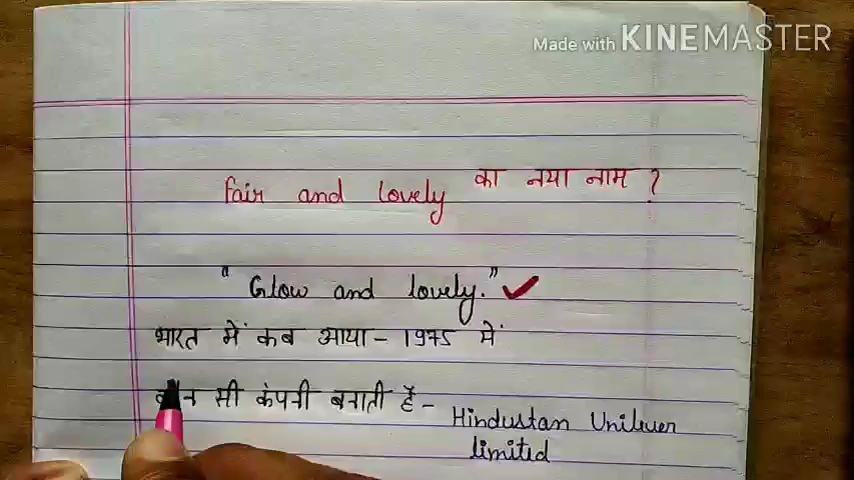 Made with KINEMASTER
Fair and lovely का नया नाम ?
"Glow and lovely."
भारत में कब आया - 1975 में
सी कंपनी बनाती है - Hindustan Unilever
limited